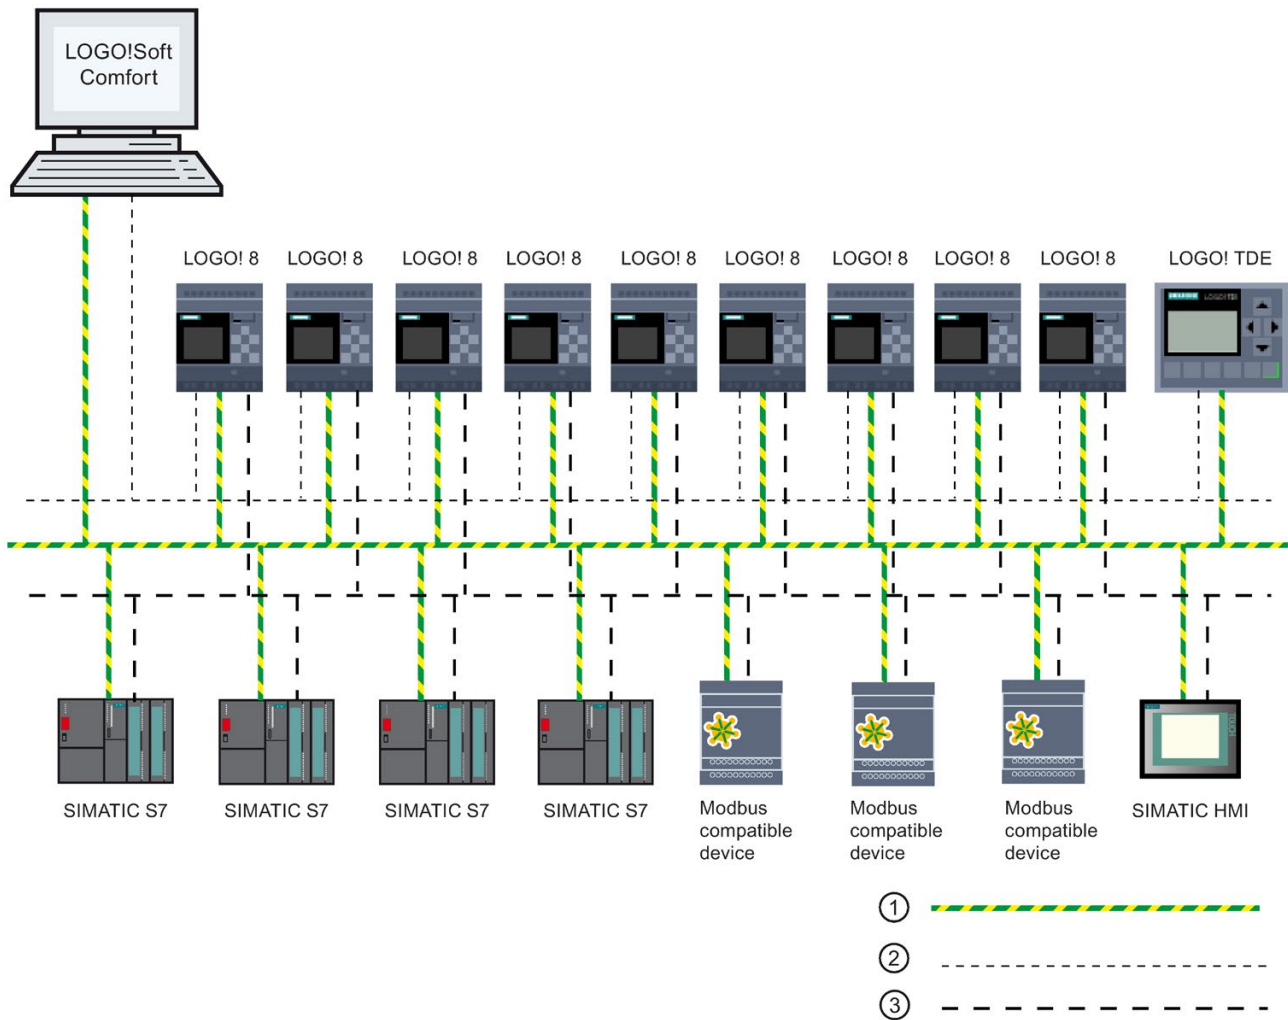 LOGO!Soft
Comfort
LOGO! 8
LOGO! 8
LOGO! 8
LOGO! 8
LOGO! 8
LOGO! 8
LOGO! 8
LOGO! 8
LOGO! 8
LOGO! TDE
SIMATIC S7
SIMATIC S7
SIMATIC S7
SIMATIC S7
Modbus
compatible
device
Modbus
compatible
device
Modbus
compatible
device
SIMATIC HMI
1
2
3